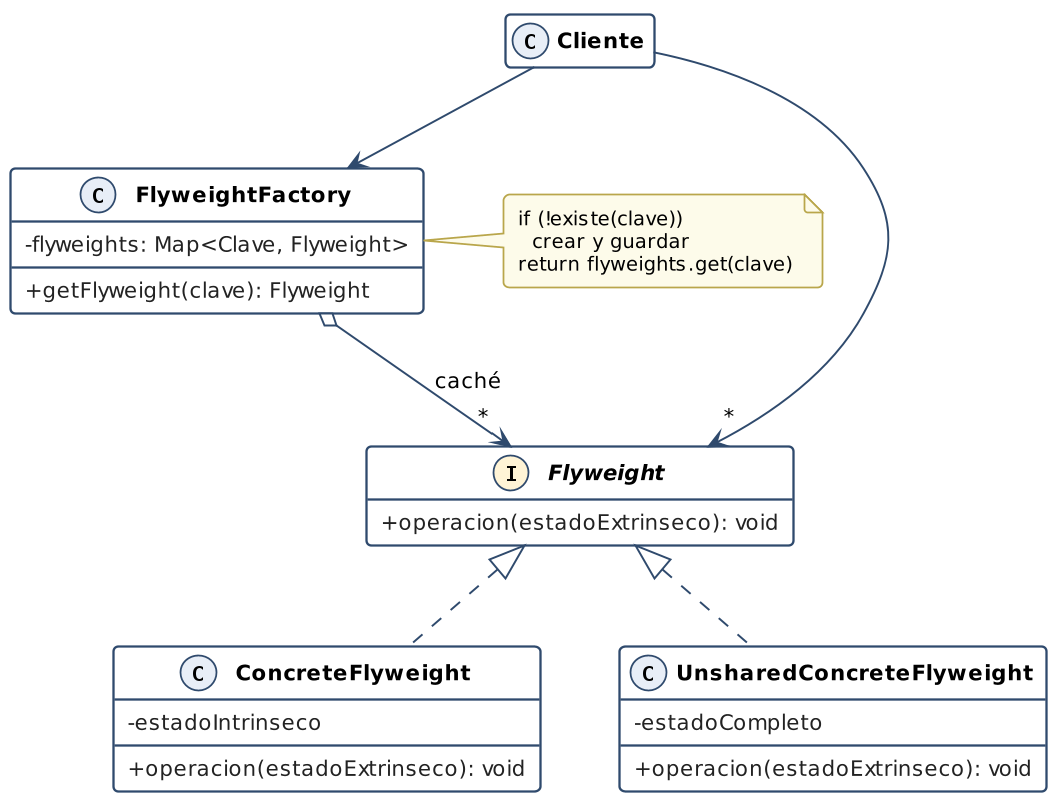 C Cliente
C FlyweightFactory
-flyweights: Map<Clave, Flyweight>
+getFlyweight(clave): Flyweight
if (!existe(clave))
crear y guardar
return flyweights.get(clave)
caché
*
*
I Flyweight
+operacion(estadoExtrinseco): void
C ConcreteFlyweight
-estadoIntrinseco
+operacion(estadoExtrinseco): void
C UnsharedConcreteFlyweight
-estadoCompleto
+operacion(estadoExtrinseco): void